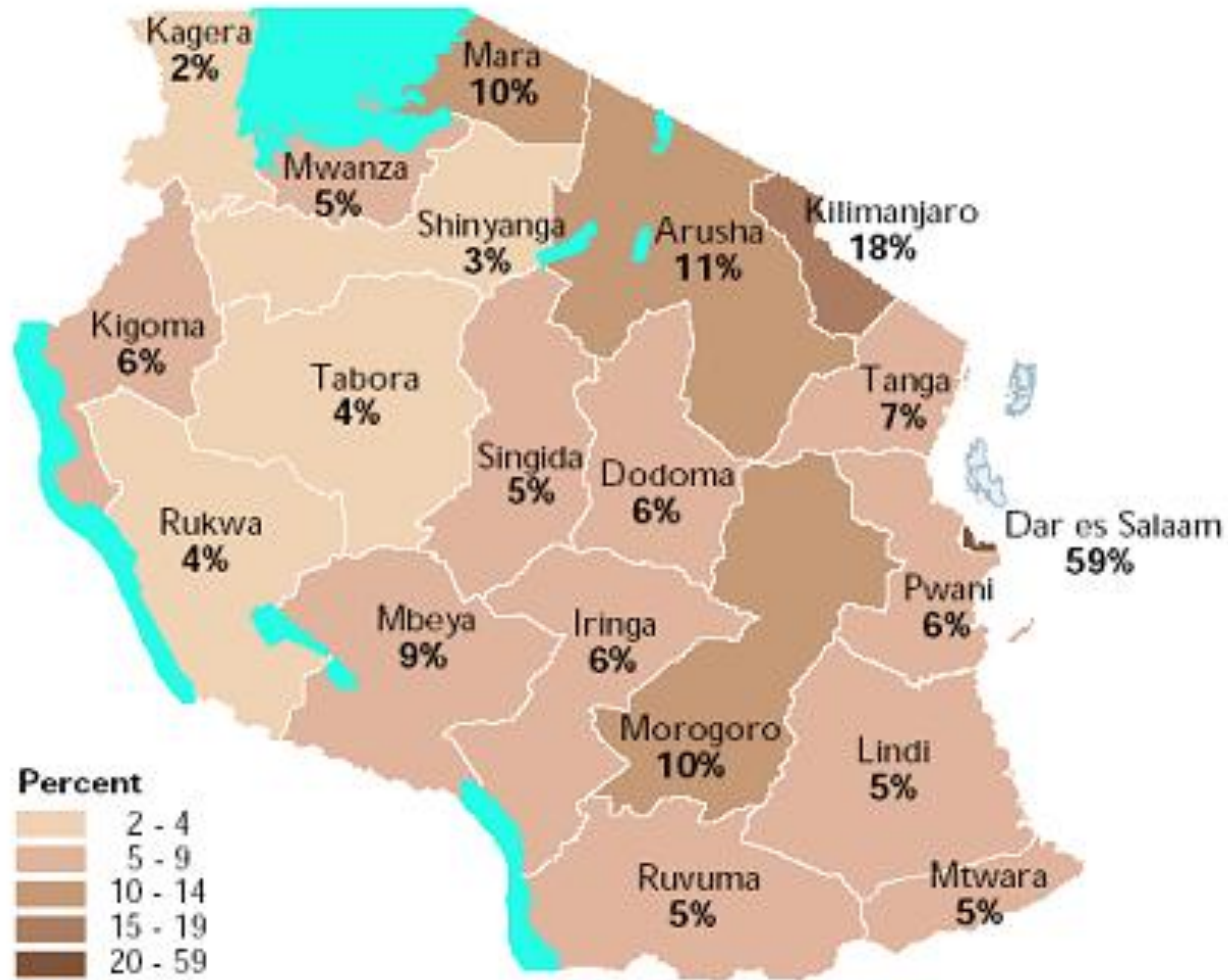 Kagera
2%
Mara
10%
Mwanza
5%
Shinyanga
3%
Arusha
11%
Kilimanjaro
18%
Kigoma
6%
Tabora
4%
Tanga
7%
Singida
5%
Dodoma
6%
Rukwa
4%
Dar es Salaam
59%
Pwani
6%
Mbeya
9%
Iringa
6%
Morogoro
10%
Lindi
5%
Ruvuma
5%
Mtwara
5%
Percent
2 - 4
5 - 9
10 - 14
15 - 19
20 - 59